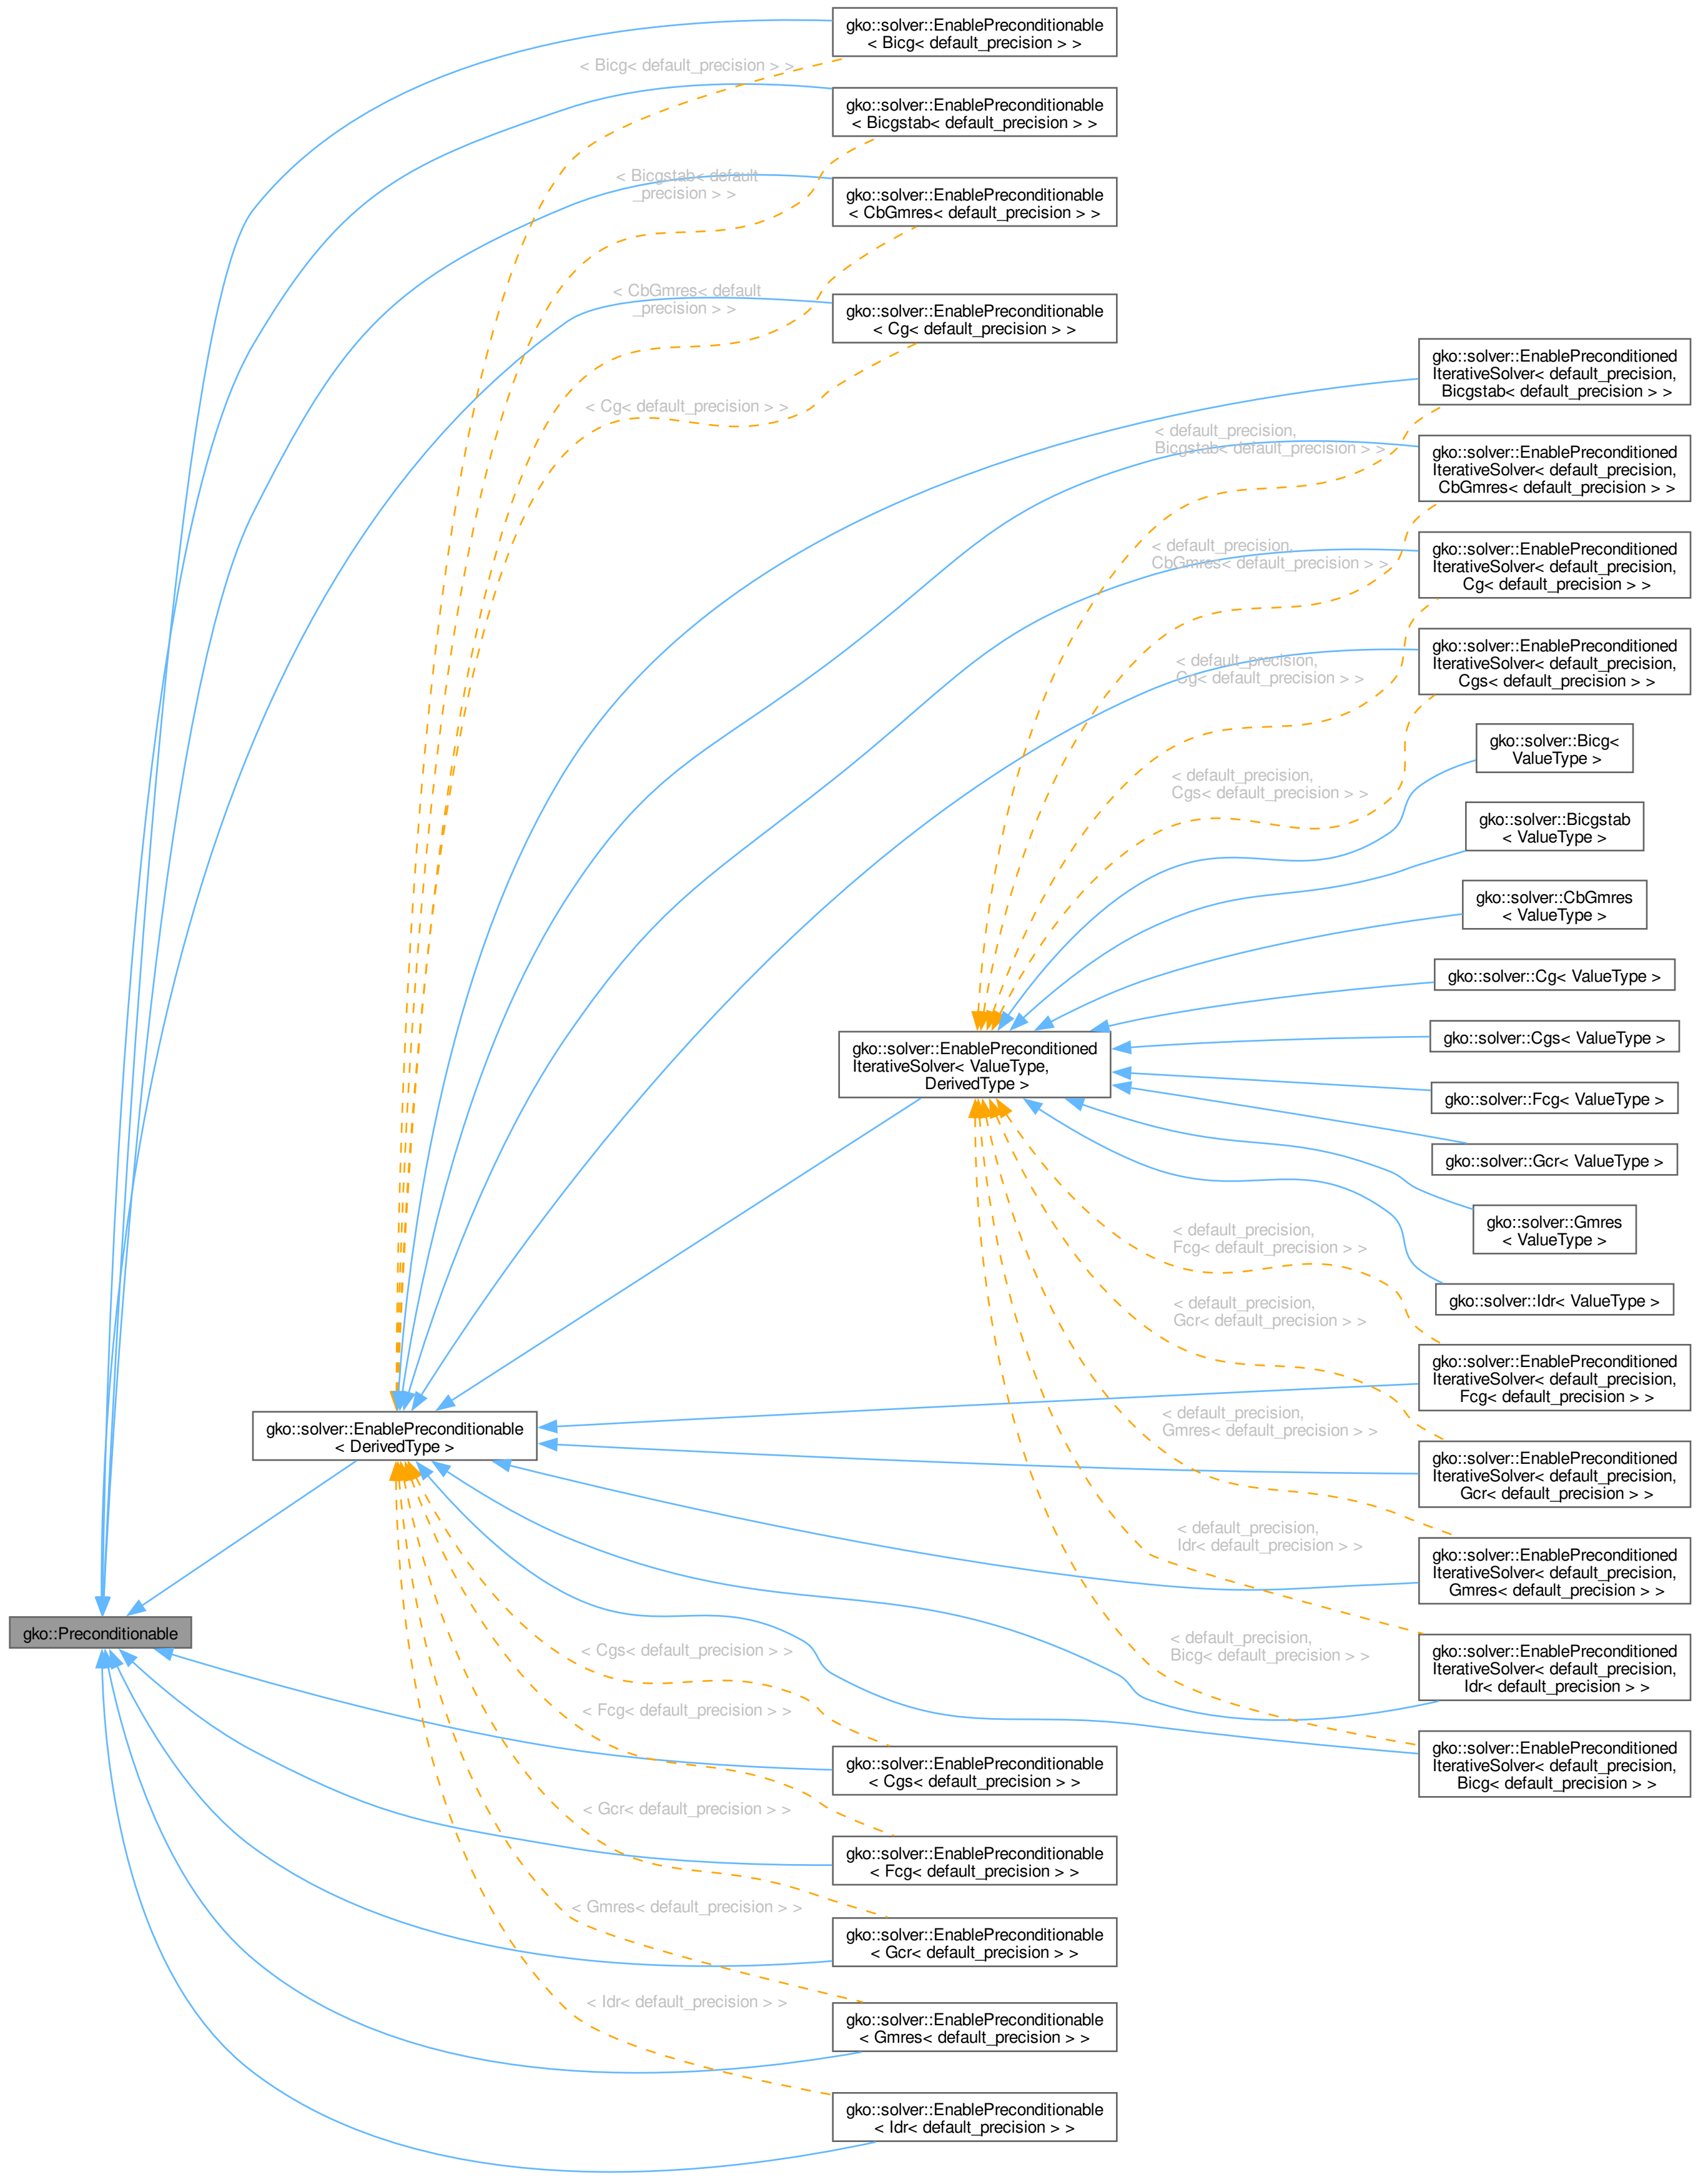 gko::solver::EnablePreconditionable
< Bicg< default_precision > >
< Bicg< default_precision > >
gko::solver::EnablePreconditionable
< Bicgstab< default_precision > >
< Bicgstab< default
_precision > >
gko::solver::EnablePreconditionable
< CbGmres< default_precision > >
< CbGmres< default
_precision > >
gko::solver::EnablePreconditionable
< Cg< default_precision > >
< Cg< default_precision > >
gko::solver::EnablePreconditioned
IterativeSolver< default_precision,
Bicgstab< default_precision > >
< default_precision,
Bicgstab< default_precision > >
gko::solver::EnablePreconditioned
IterativeSolver< default_precision,
CbGmres< default_precision > >
< default_precision,
CbGmres< default_precision > >
gko::solver::EnablePreconditioned
IterativeSolver< default_precision,
Cg< default_precision > >
< default_precision,
Cg< default_precision > >
gko::solver::EnablePreconditioned
IterativeSolver< default_precision,
Cgs< default_precision > >
< default_precision,
Cgs< default_precision > >
gko::solver::Bicg<
ValueType >
gko::solver::Bicgstab
< ValueType >
gko::solver::CbGmres
< ValueType >
gko::solver::Cg< ValueType >
gko::solver::Cgs< ValueType >
gko::solver::EnablePreconditioned
IterativeSolver< ValueType,
DerivedType >
gko::solver::Fcg< ValueType >
gko::solver::Gcr< ValueType >
gko::solver::Gmres
< ValueType >
gko::solver::Idr< ValueType >
< default_precision,
Fcg< default_precision > >
< default_precision,
Gcr< default_precision > >
gko::solver::EnablePreconditioned
IterativeSolver< default_precision,
Fcg< default_precision > >
gko::solver::EnablePreconditionable
< DerivedType >
< default_precision,
Gmres< default_precision > >
gko::solver::EnablePreconditioned
IterativeSolver< default_precision,
Gcr< default_precision > >
< default_precision,
Idr< default_precision > >
gko::solver::EnablePreconditioned
IterativeSolver< default_precision,
Gmres< default_precision > >
gko::Preconditionable
< default_precision,
Bicg< default_precision > >
gko::solver::EnablePreconditioned
IterativeSolver< default_precision,
Idr< default_precision > >
< Cgs< default_precision > >
< Fcg< default_precision > >
gko::solver::EnablePreconditioned
IterativeSolver< default_precision,
Bicg< default_precision > >
gko::solver::EnablePreconditionable
< Cgs< default_precision > >
< Gcr< default_precision > >
gko::solver::EnablePreconditionable
< Fcg< default_precision > >
< Gmres< default_precision > >
gko::solver::EnablePreconditionable
< Gcr< default_precision > >
< Idr< default_precision > >
gko::solver::EnablePreconditionable
< Gmres< default_precision > >
gko::solver::EnablePreconditionable
< Idr< default_precision > >